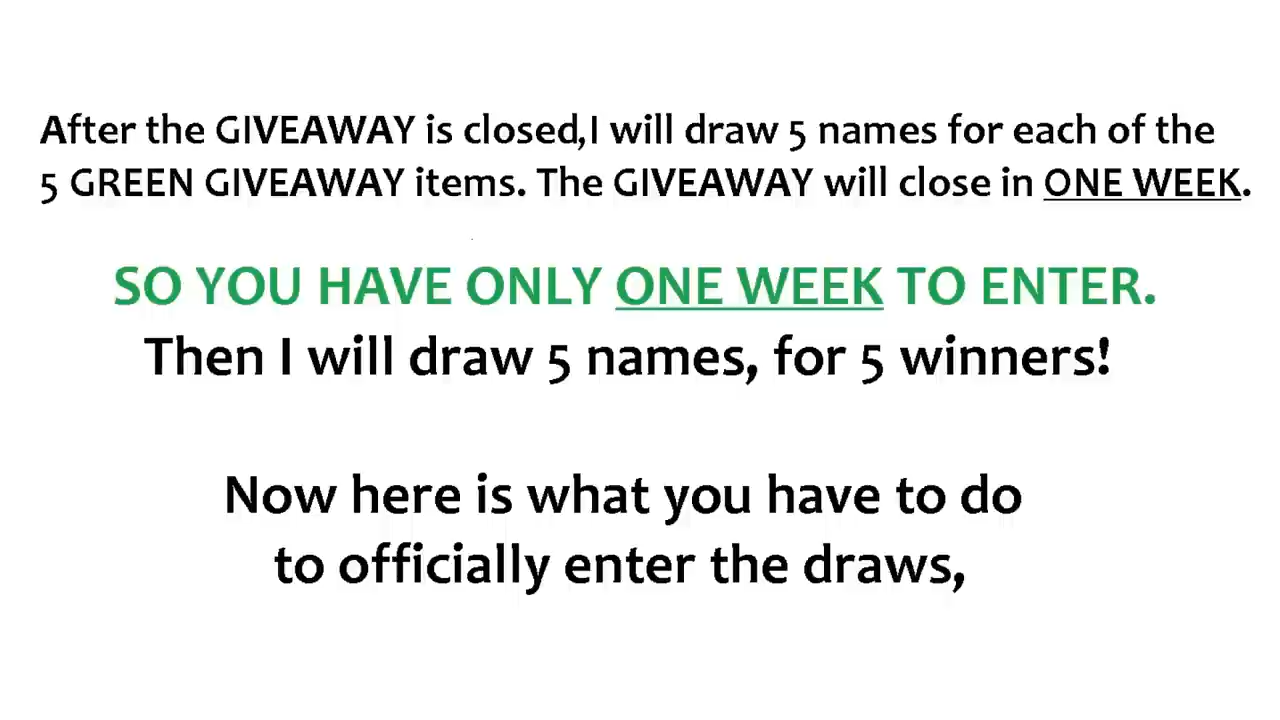 After the GIVEAWAY is closed,I will draw 5 names for each of the
5 GREEN GIVEAWAY items. The GIVEAWAY will close in ONE WEEK.
SO YOU HAVE ONLY ONE WEEK TO ENTER.
Then I will draw 5 names, for 5 winners!
Now here is what you have to do
to officially enter the draws,